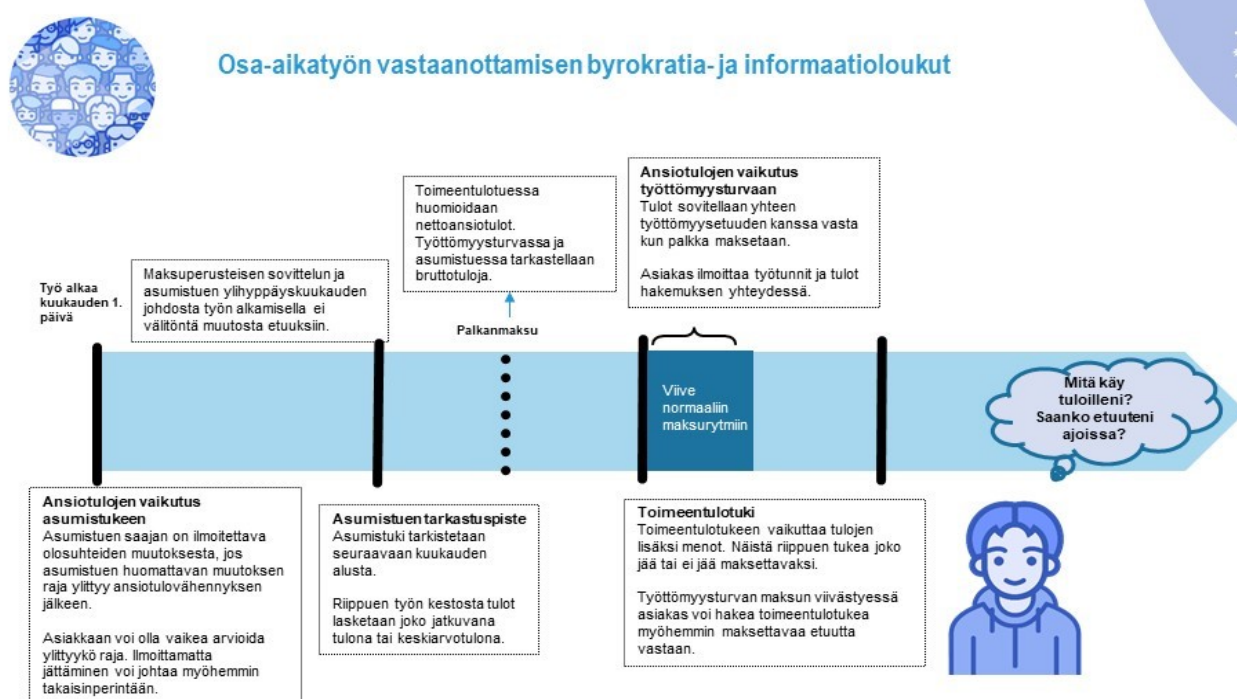 Osa-aikatyön vastaanottamisen byrokratia- ja informaatioloukut
Työ alkaa
kuukauden 1.
päivä
Maksuperusteisen sovittelun ja
asumistuen ylihyppäyskuukauden
johdosta työn alkamisella ei
välitöntä muutosta etuuksiin.
Toimeentulotuessa
huomioidaan
nettoansiotulot.
Työttömyysturvassa ja
asumistuessa tarkastellaan
bruttotuloja.
Palkanmaksu
Ansiotulojen vaikutus
työttömyysturvaan
Tulot sovitellaan yhteen
työttömyysetuuden kanssa vasta
kun palkka maksetaan.
Asiakas ilmoittaa työtunnit ja tulot
hakemuksen yhteydessä.
Viive
normaaliin
maksurytmiin
Mitä käy
tuloilleni?
Saanko etuuteni
ajoissa?
Ansiotulojen vaikutus
asumistukeen
Asumistuen saajan on ilmoitettava
olosuhteiden muutoksesta, jos
asumistuen huomattavan muutoksen
raja ylittyy ansiotulovähennyksen
jälkeen.
Asiakkaan voi olla vaikea arvioida
ylittyykö raja. Ilmoittamatta
jättäminen voi johtaa myöhemmin
takaisinperintään.
Asumistuen tarkastuspiste
Asumistuki tarkistetaan
seuraavaan kuukauden
alusta.
Riippuen työn kestosta tulot
lasketaan joko jatkuvana
tulona tai keskiarvotulona.
Toimeentulotuki
Toimeentulotukeen vaikuttaa tulojen
lisäksi menot. Näistä riippuen tukea joko
jää tai ei jää maksettavaksi.
Työttömyysturvan maksun viivästyessä
asiakas voi hakea toimeentulotukea
myöhemmin maksettavaa etuutta
vastaan.